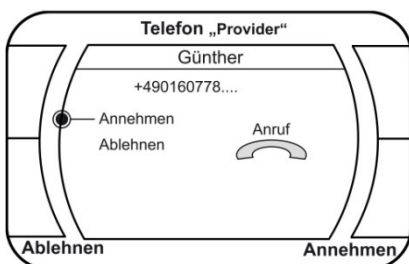 Telefon „Provider“
Günther
+490160778....
Annehmen
Ablehnen
Anruf
Ablehnen
Annehmen